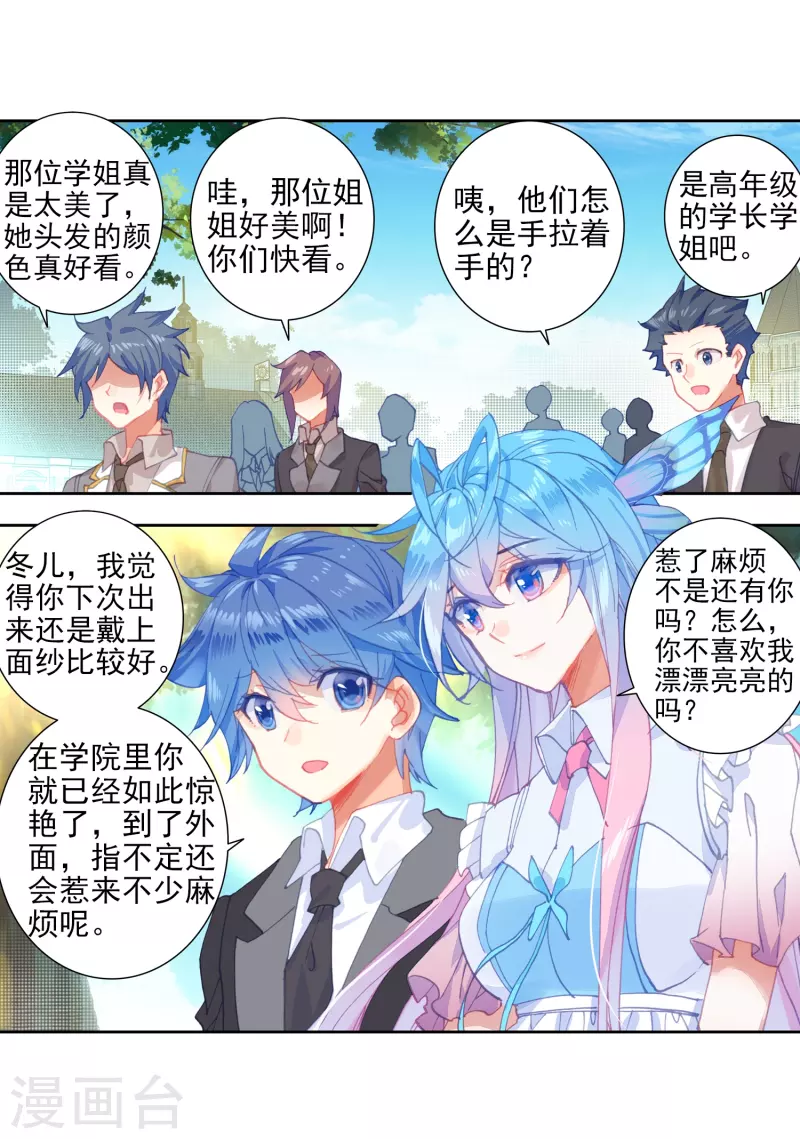 那位学姐真
是太美了，
她头发的颜
色真好看。
哇，那位姐
姐好美啊！
你们快看。
咦，他们怎
么是手拉着
手的？
是高年级
的学长学
姐吧。
冬儿，我觉
得你下次出
来还是戴上
面纱比较好。
在学院里你
就已经如此惊
艳了，到了外
面，指不定还
会惹来不少麻
烦呢。
惹了麻烦
不是还有你
吗？怎么，
你不喜欢我
漂漂亮亮的
吗？
漫画台